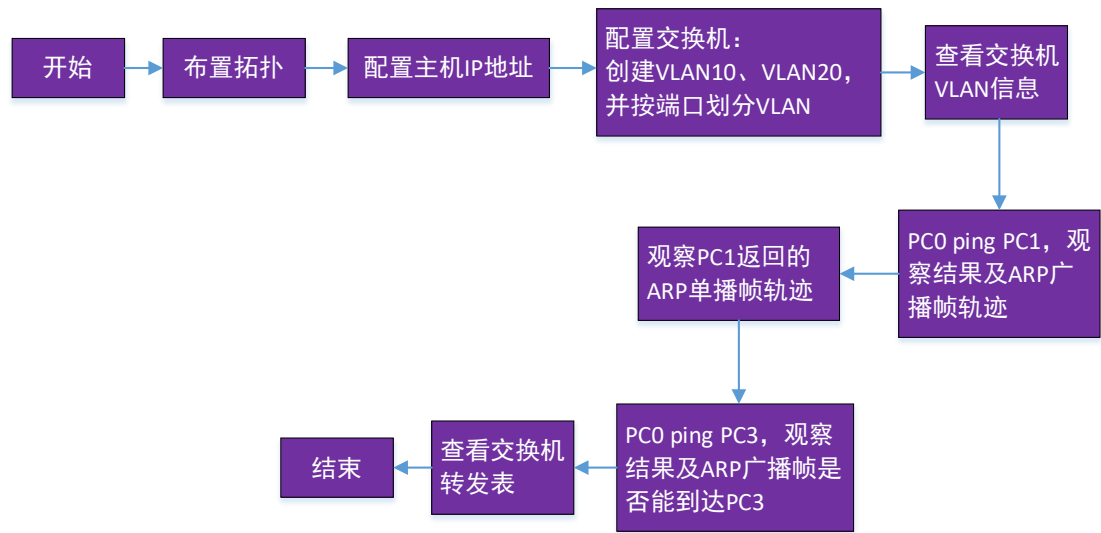 开始
布置拓扑
配置主机IP地址
配置交换机：
创建VLAN10、VLAN20，
并按端口划分VLAN
查看交换机
VLAN信息
PC0 ping PC1，观
察结果及ARP广
播帧轨迹
观察PC1返回的
ARP单播帧轨迹
PC0 ping PC3，观察
结果及ARP广播帧是
否能到达PC3
查看交换机
转发表
结束